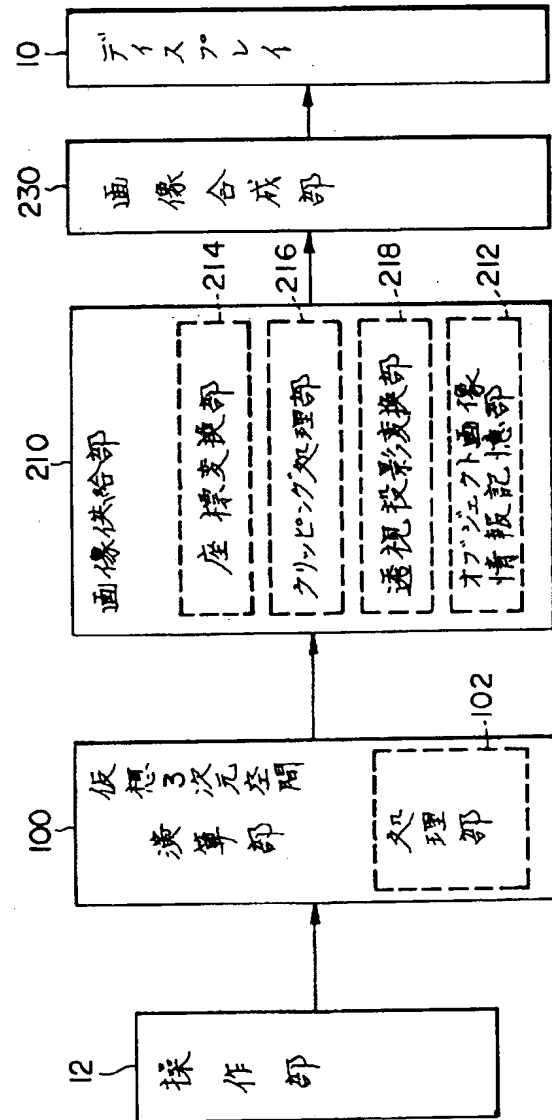 12
操作部
100
仮想3次元空間
演算部
処理部
102
210
画像供給部
座標変換部
214
クリッピング処理部
216
透視投影変換部
218
オブジェクト画像
情報記憶部
212
230
画像合成部
10
ディスプレイ